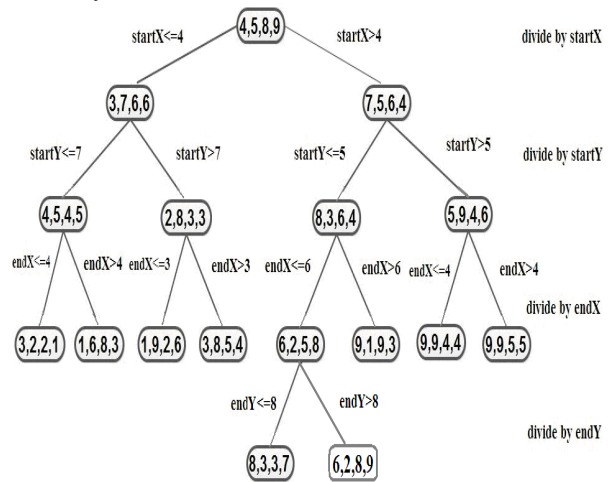 4,5,8,9
startX<=4 startX>4 divide by startX
3,7,6,6 7,5,6,4
startY<=7 startY>7 startY<=5 startY>5 divide by startY
4,5,4,5 2,8,3,3 8,3,6,4 5,9,4,6
endX<=4 endX>4 endX<=3 endX>3 endX<=6 endX>6 endX<=4 endX>4
divide by endX
3,2,2,1 1,6,8,3 1,9,2,6 3,8,5,4 6,2,5,8 9,1,9,3 9,9,4,4 9,9,5,5
endY<=8 endY>8
divide by endY
8,3,3,7 6,2,8,9